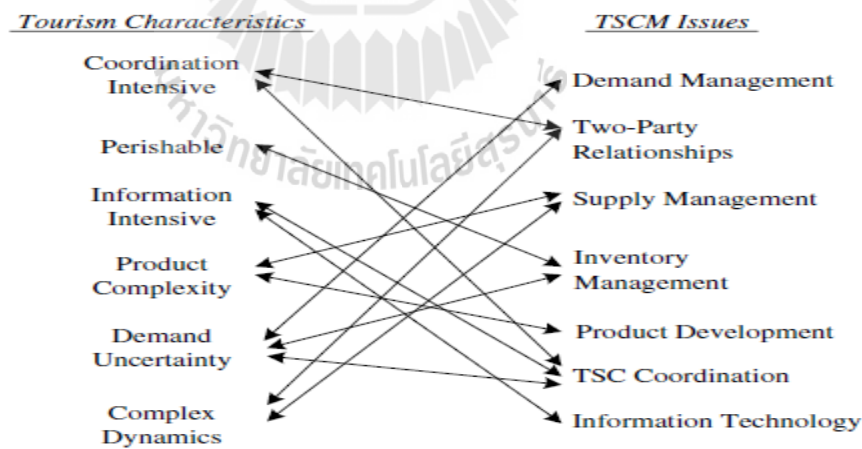 Tourism Characteristics
TSCM Issues
Coordination
Intensive
Perishable
Information
Intensive
Product
Complexity
Demand
Uncertainty
Complex
Dynamics
Demand Management
Two-Party
Relationships
Supply Management
Inventory
Management
Product Development
TSC Coordination
Information Technology